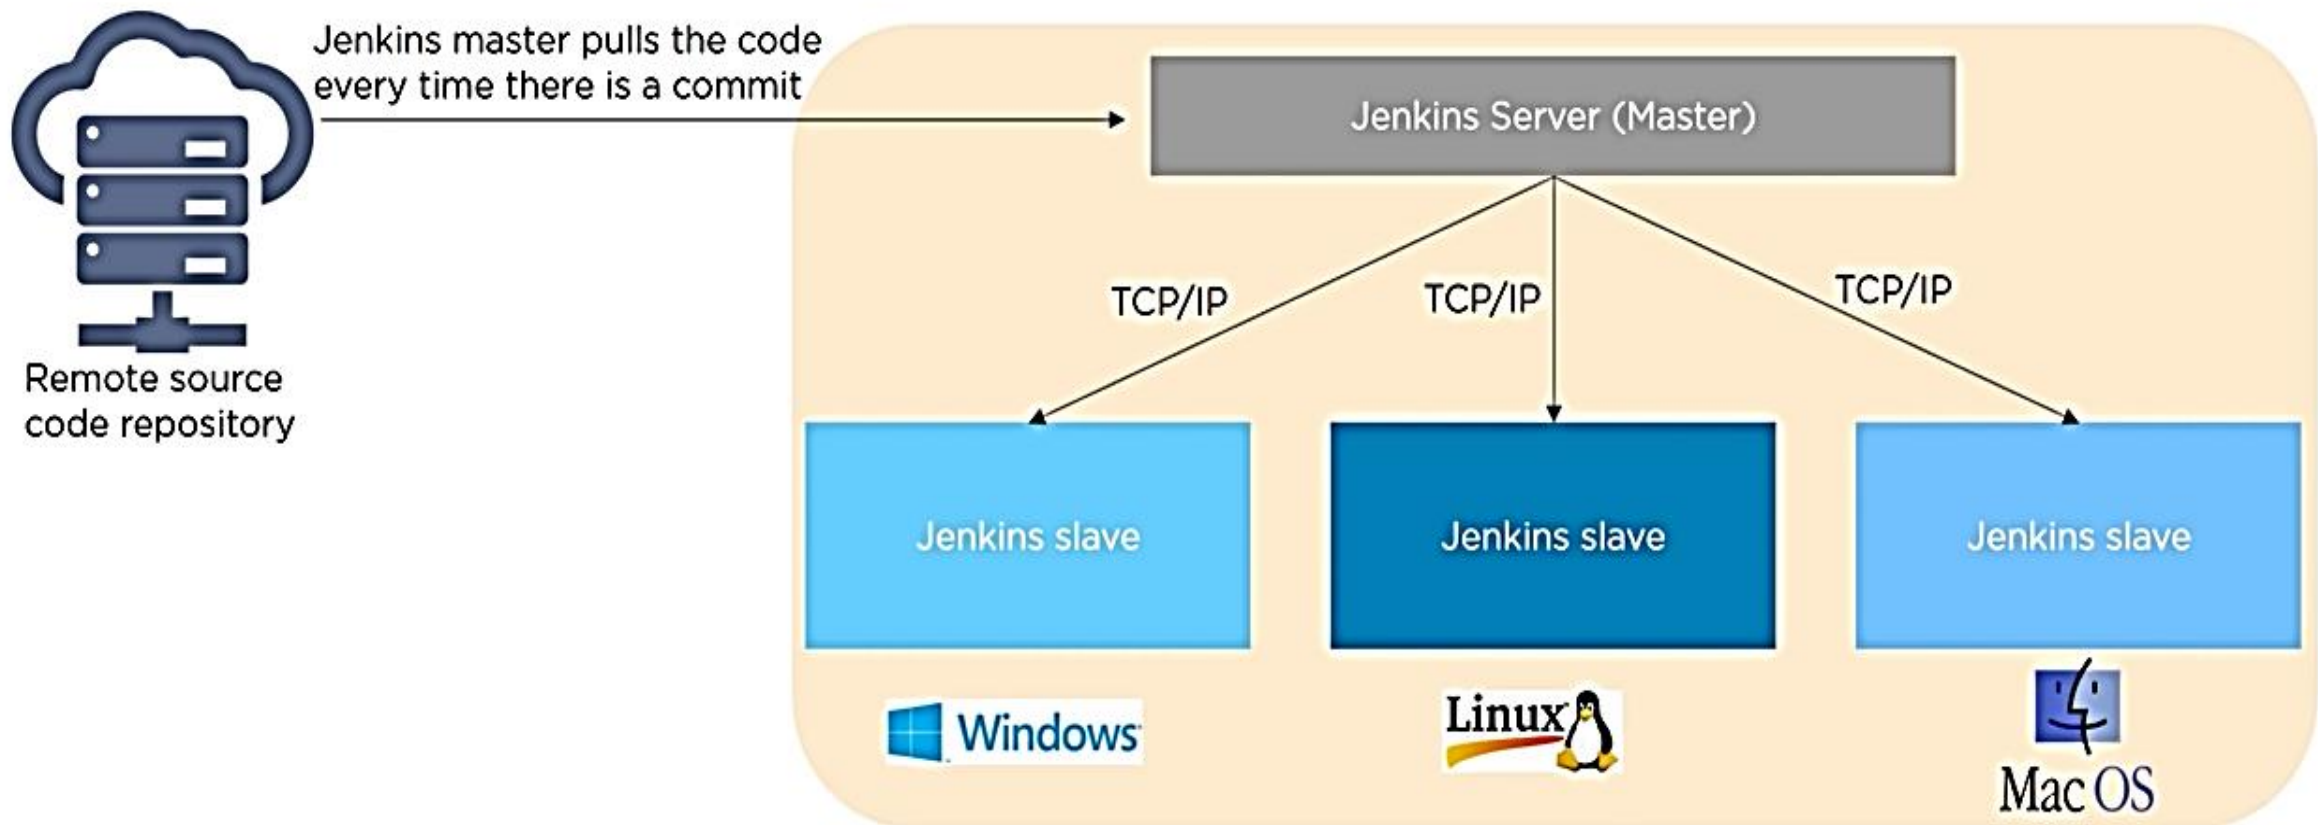 Jenkins master pulls the code
every time there is a commit
Jenkins Server (Master)
TCP/IP
TCP/IP
TCP/IP
Remote source
code repository
Jenkins slave
Jenkins slave
Jenkins slave
Windows
Linux
Mac OS